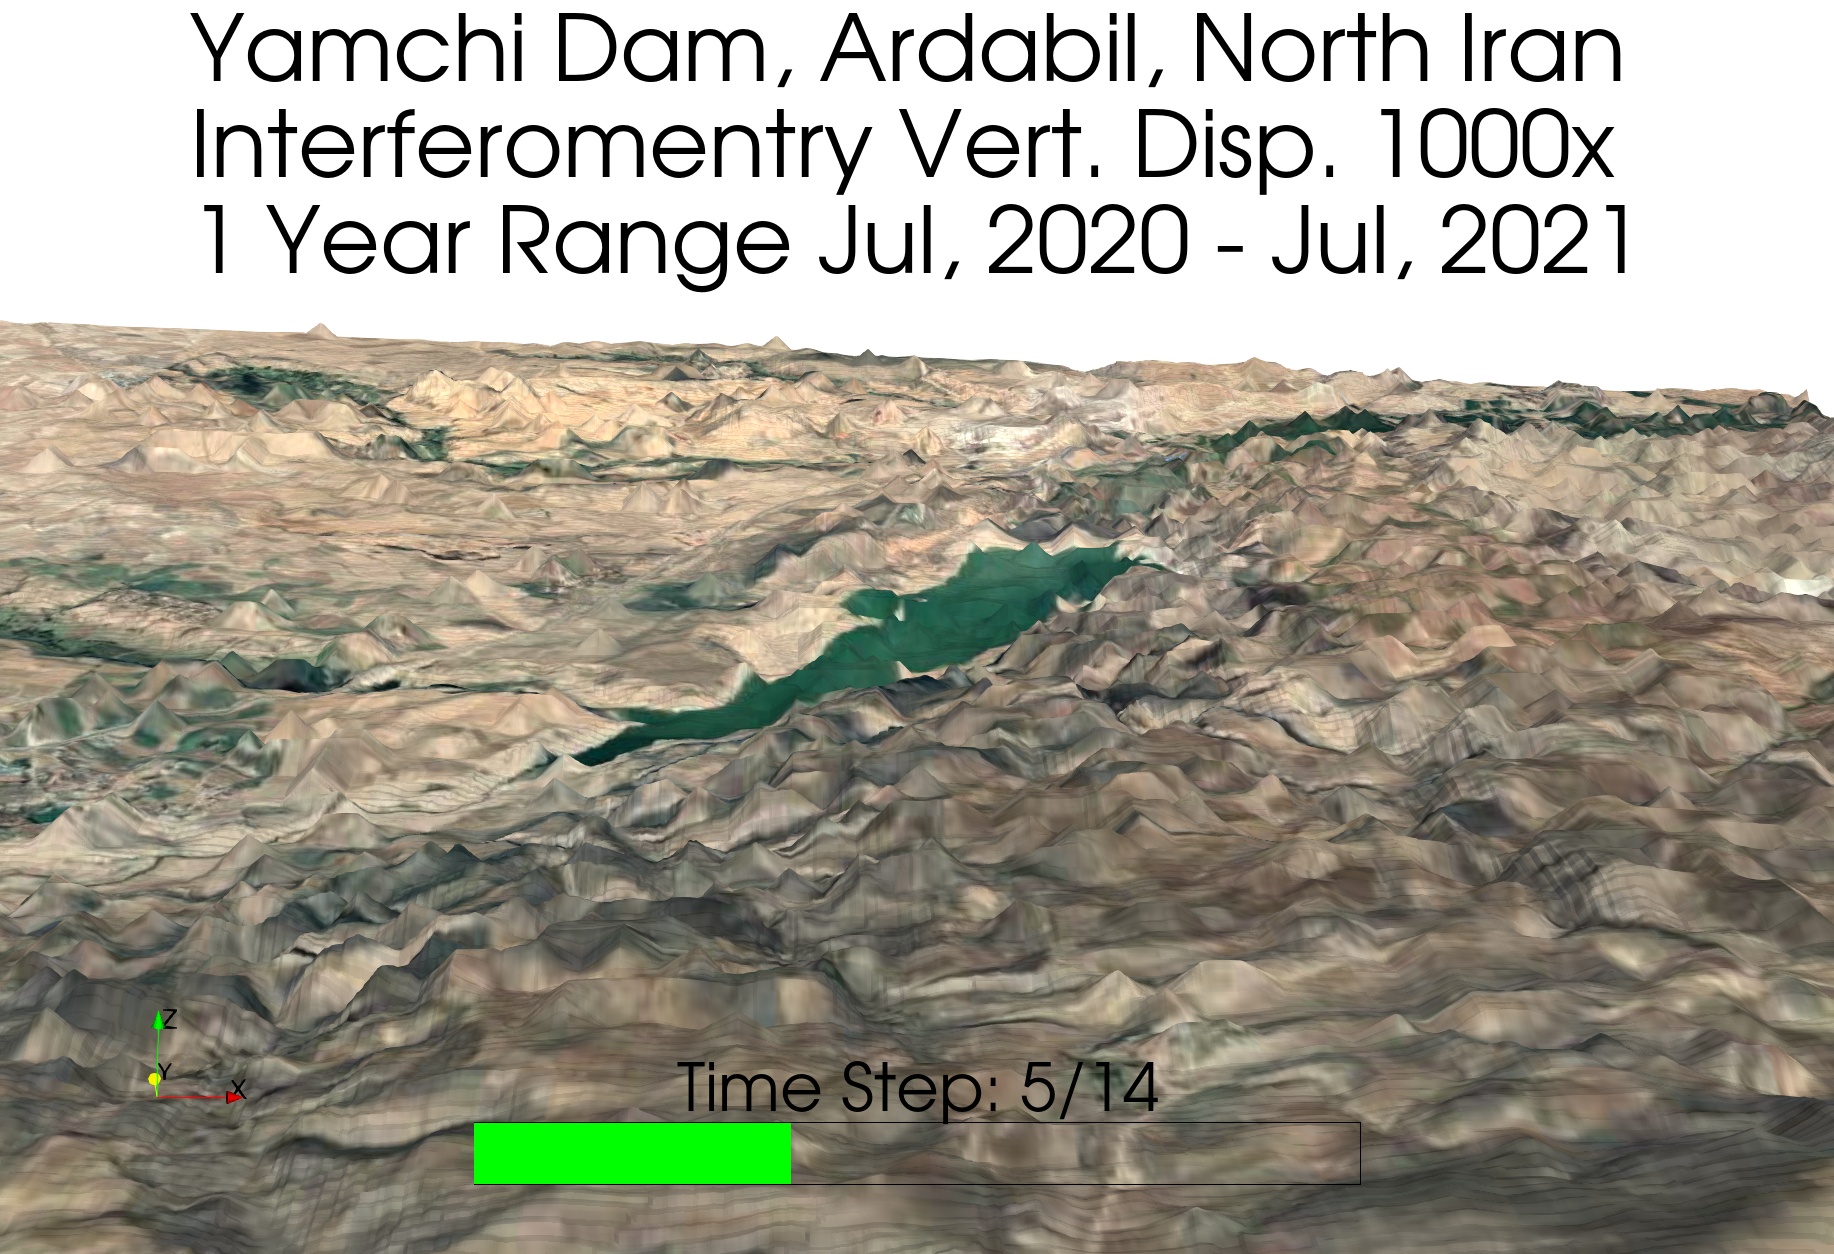 Yamchi Dam, Ardabil, North Iran
Interferomentry Vert. Disp. 1000x
1 Year Range Jul, 2020 - Jul, 2021
Z
Y
X
Time Step: 5/14